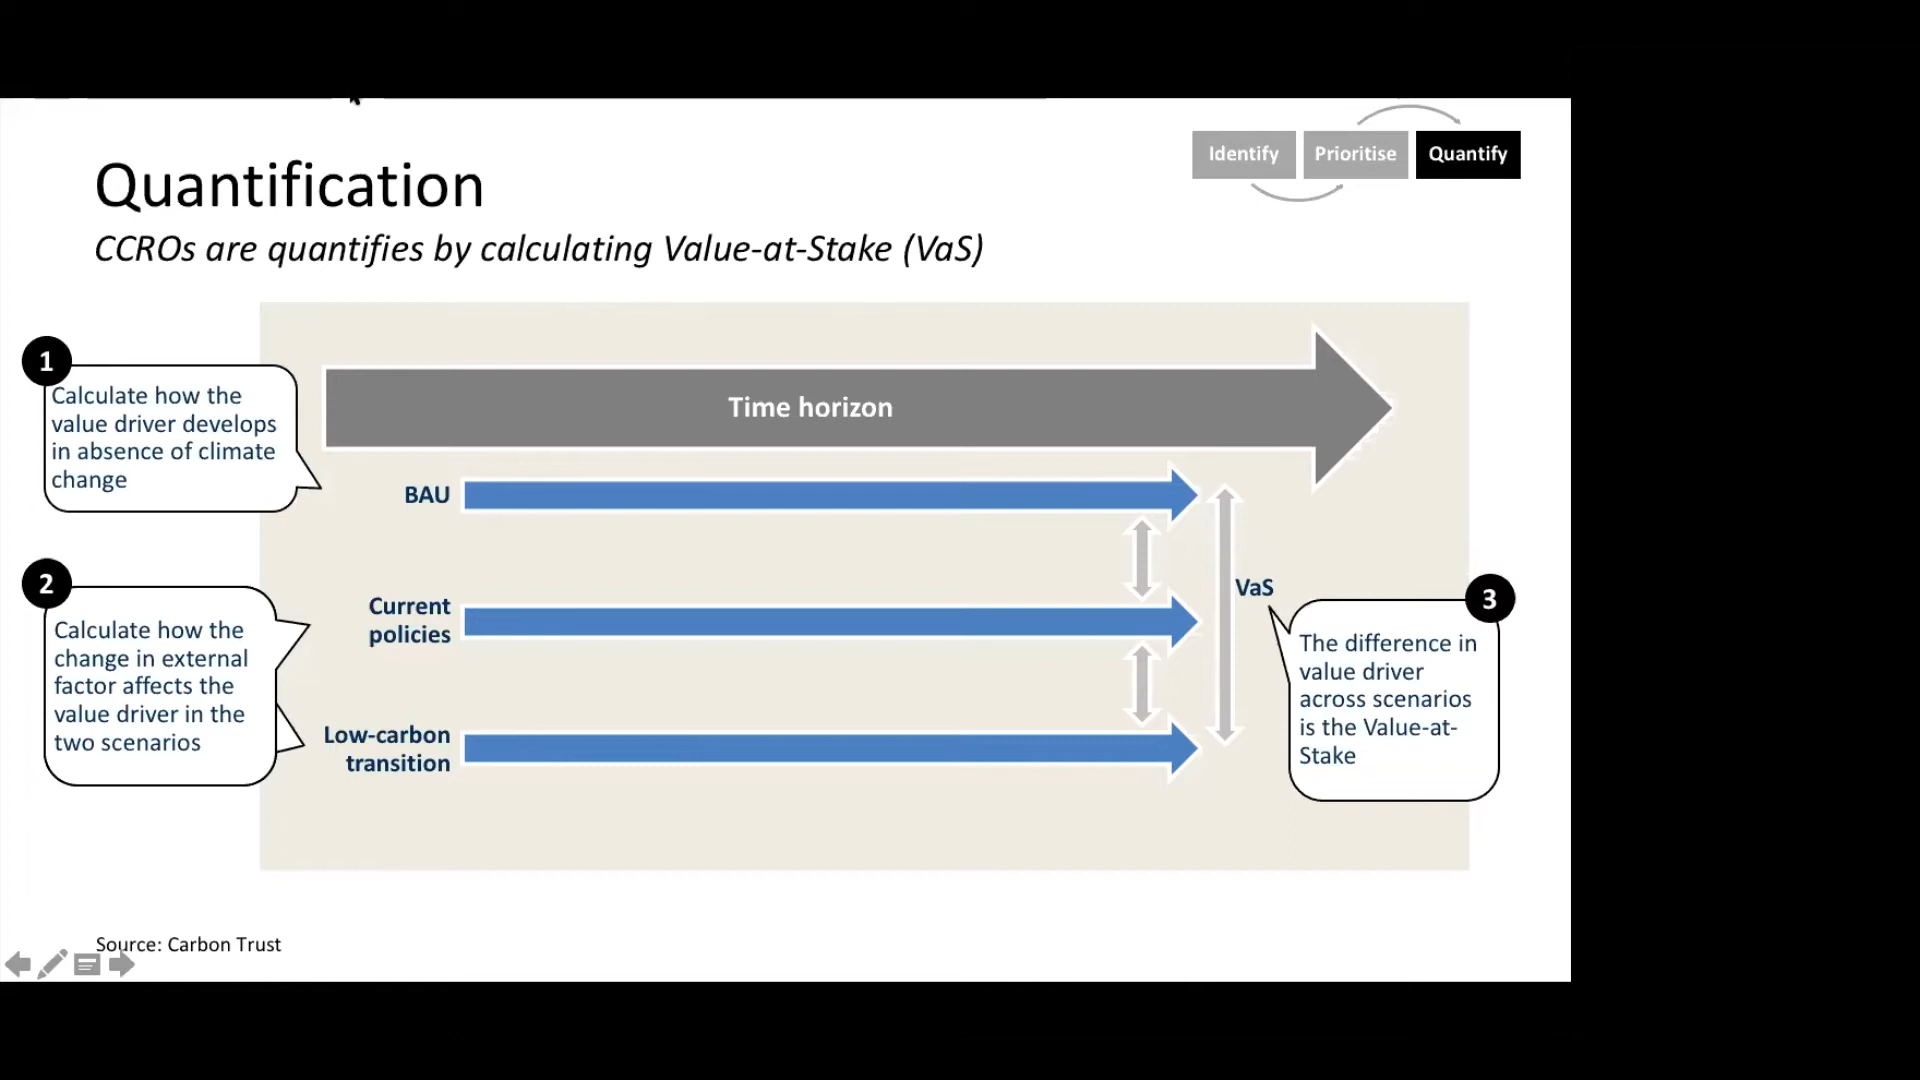 Identify
Prioritise
Quantify
Quantification
CCROs are quantifies by calculating Value-at-Stake (VaS)
1
Calculate how the
value driver develops
in absence of climate
change
Time horizon
BAU
2
Calculate how the
change in external
factor affects the
value driver in the
two scenarios
Current
policies
Low-carbon
transition
VaS
3
The difference in
value driver
across scenarios
is the Value-at-
Stake
Source: Carbon Trust